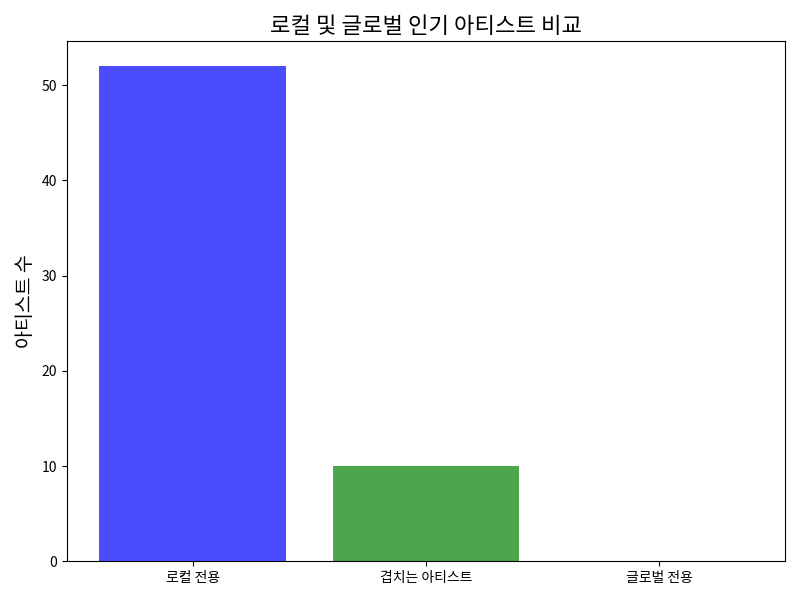 로컬 및 글로벌 인기 아티스트 비교
아티스트 수
50
40
30
20
10
0
로컬 전용
겹치는 아티스트
글로벌 전용